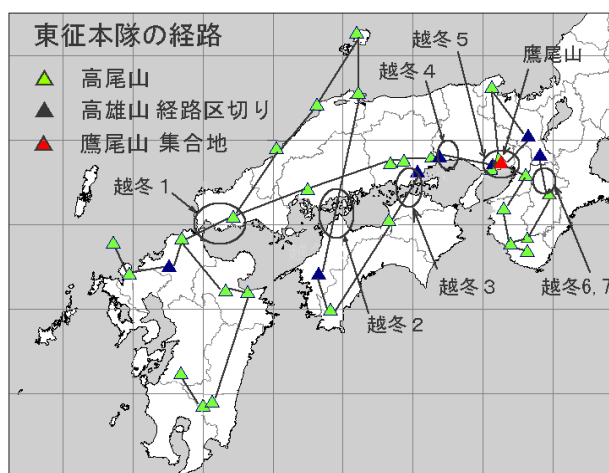 東征本隊の経路
高尾山
高雄山 経路区切り
鷹尾山 集合地
越冬1
越冬5
越冬4
鷹尾山
越冬3
越冬2
越冬6,7